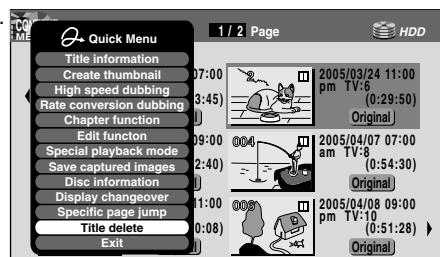 Quick Menu
1 / 2 Page
HDD
Title information
Create thumbnail
High speed dubbing
Rate conversion dubbing
Chapter function
Edit functon
Special playback mode
Save captured images
Disc information
Display changeover
Specific page jump
Title delete
Exit
07:00
3:45)
2
2005/03/24 11:00
pm TV:6
(0:29:50)
Original
09:00
2:40)
004
2005/04/07 07:00
am TV:8
(0:54:30)
Original
11:00
0:08)
006
2005/04/08 09:00
pm TV:10
(0:51:28)
Original